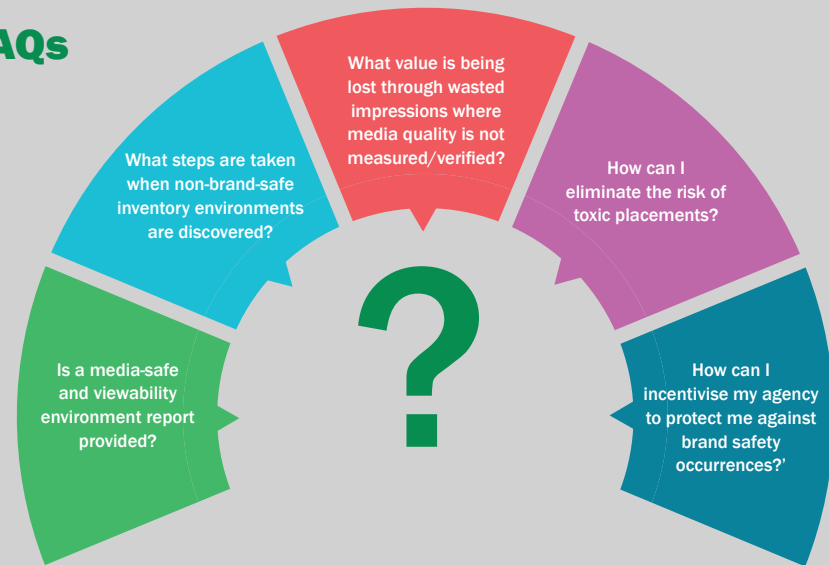 AQs
Is a media-safe
and viewability
environment report
provided?
What steps are taken
when non-brand-safe
inventory environments
are discovered?
What value is being
lost through wasted
impressions where
media quality is not
measured/verified?
How can I
eliminate the risk of
toxic placements?
How can I
incentivise my agency
to protect me against
brand safety
occurrences?’
?